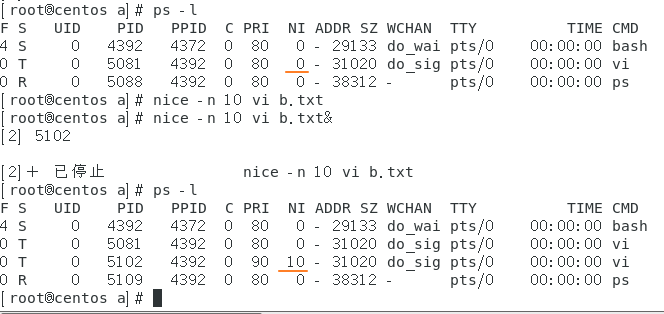 [root@centos a]# ps -l
F S   UID    PID   PPID  C PRI  NI ADDR SZ WCHAN  TTY          TIME CMD
4 S     0   4392   4372  0  80   0 - 29133 do_wai pts/0    00:00:00 bash
0 T     0   5081   4392  0  80   0 - 31020 do_sig pts/0    00:00:00 vi
0 R     0   5088   4392  0  80   0 - 38312 -      pts/0    00:00:00 ps
[root@centos a]# nice -n 10 vi b.txt
[root@centos a]# nice -n 10 vi b.txt&
[2] 5102
[2]+  已停止               nice -n 10 vi b.txt
[root@centos a]# ps -l
F S   UID    PID   PPID  C PRI  NI ADDR SZ WCHAN  TTY          TIME CMD
4 S     0   4392   4372  0  80   0 - 29133 do_wai pts/0    00:00:00 bash
0 T     0   5081   4392  0  80   0 - 31020 do_sig pts/0    00:00:00 vi
0 T     0   5102   4392  0  90  10 - 31020 do_sig pts/0    00:00:00 vi
0 R     0   5109   4392  0  80   0 - 38312 -      pts/0    00:00:00 ps
[root@centos a]#